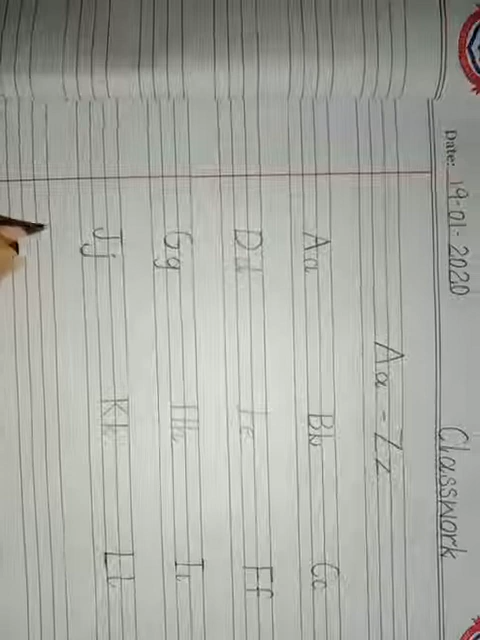 Date: 19-01-2020
Classwork
Aa - Zz
Aa Bb Cc
Dd Ee Ff
Gg Hh Ii
Jj Kk Ll